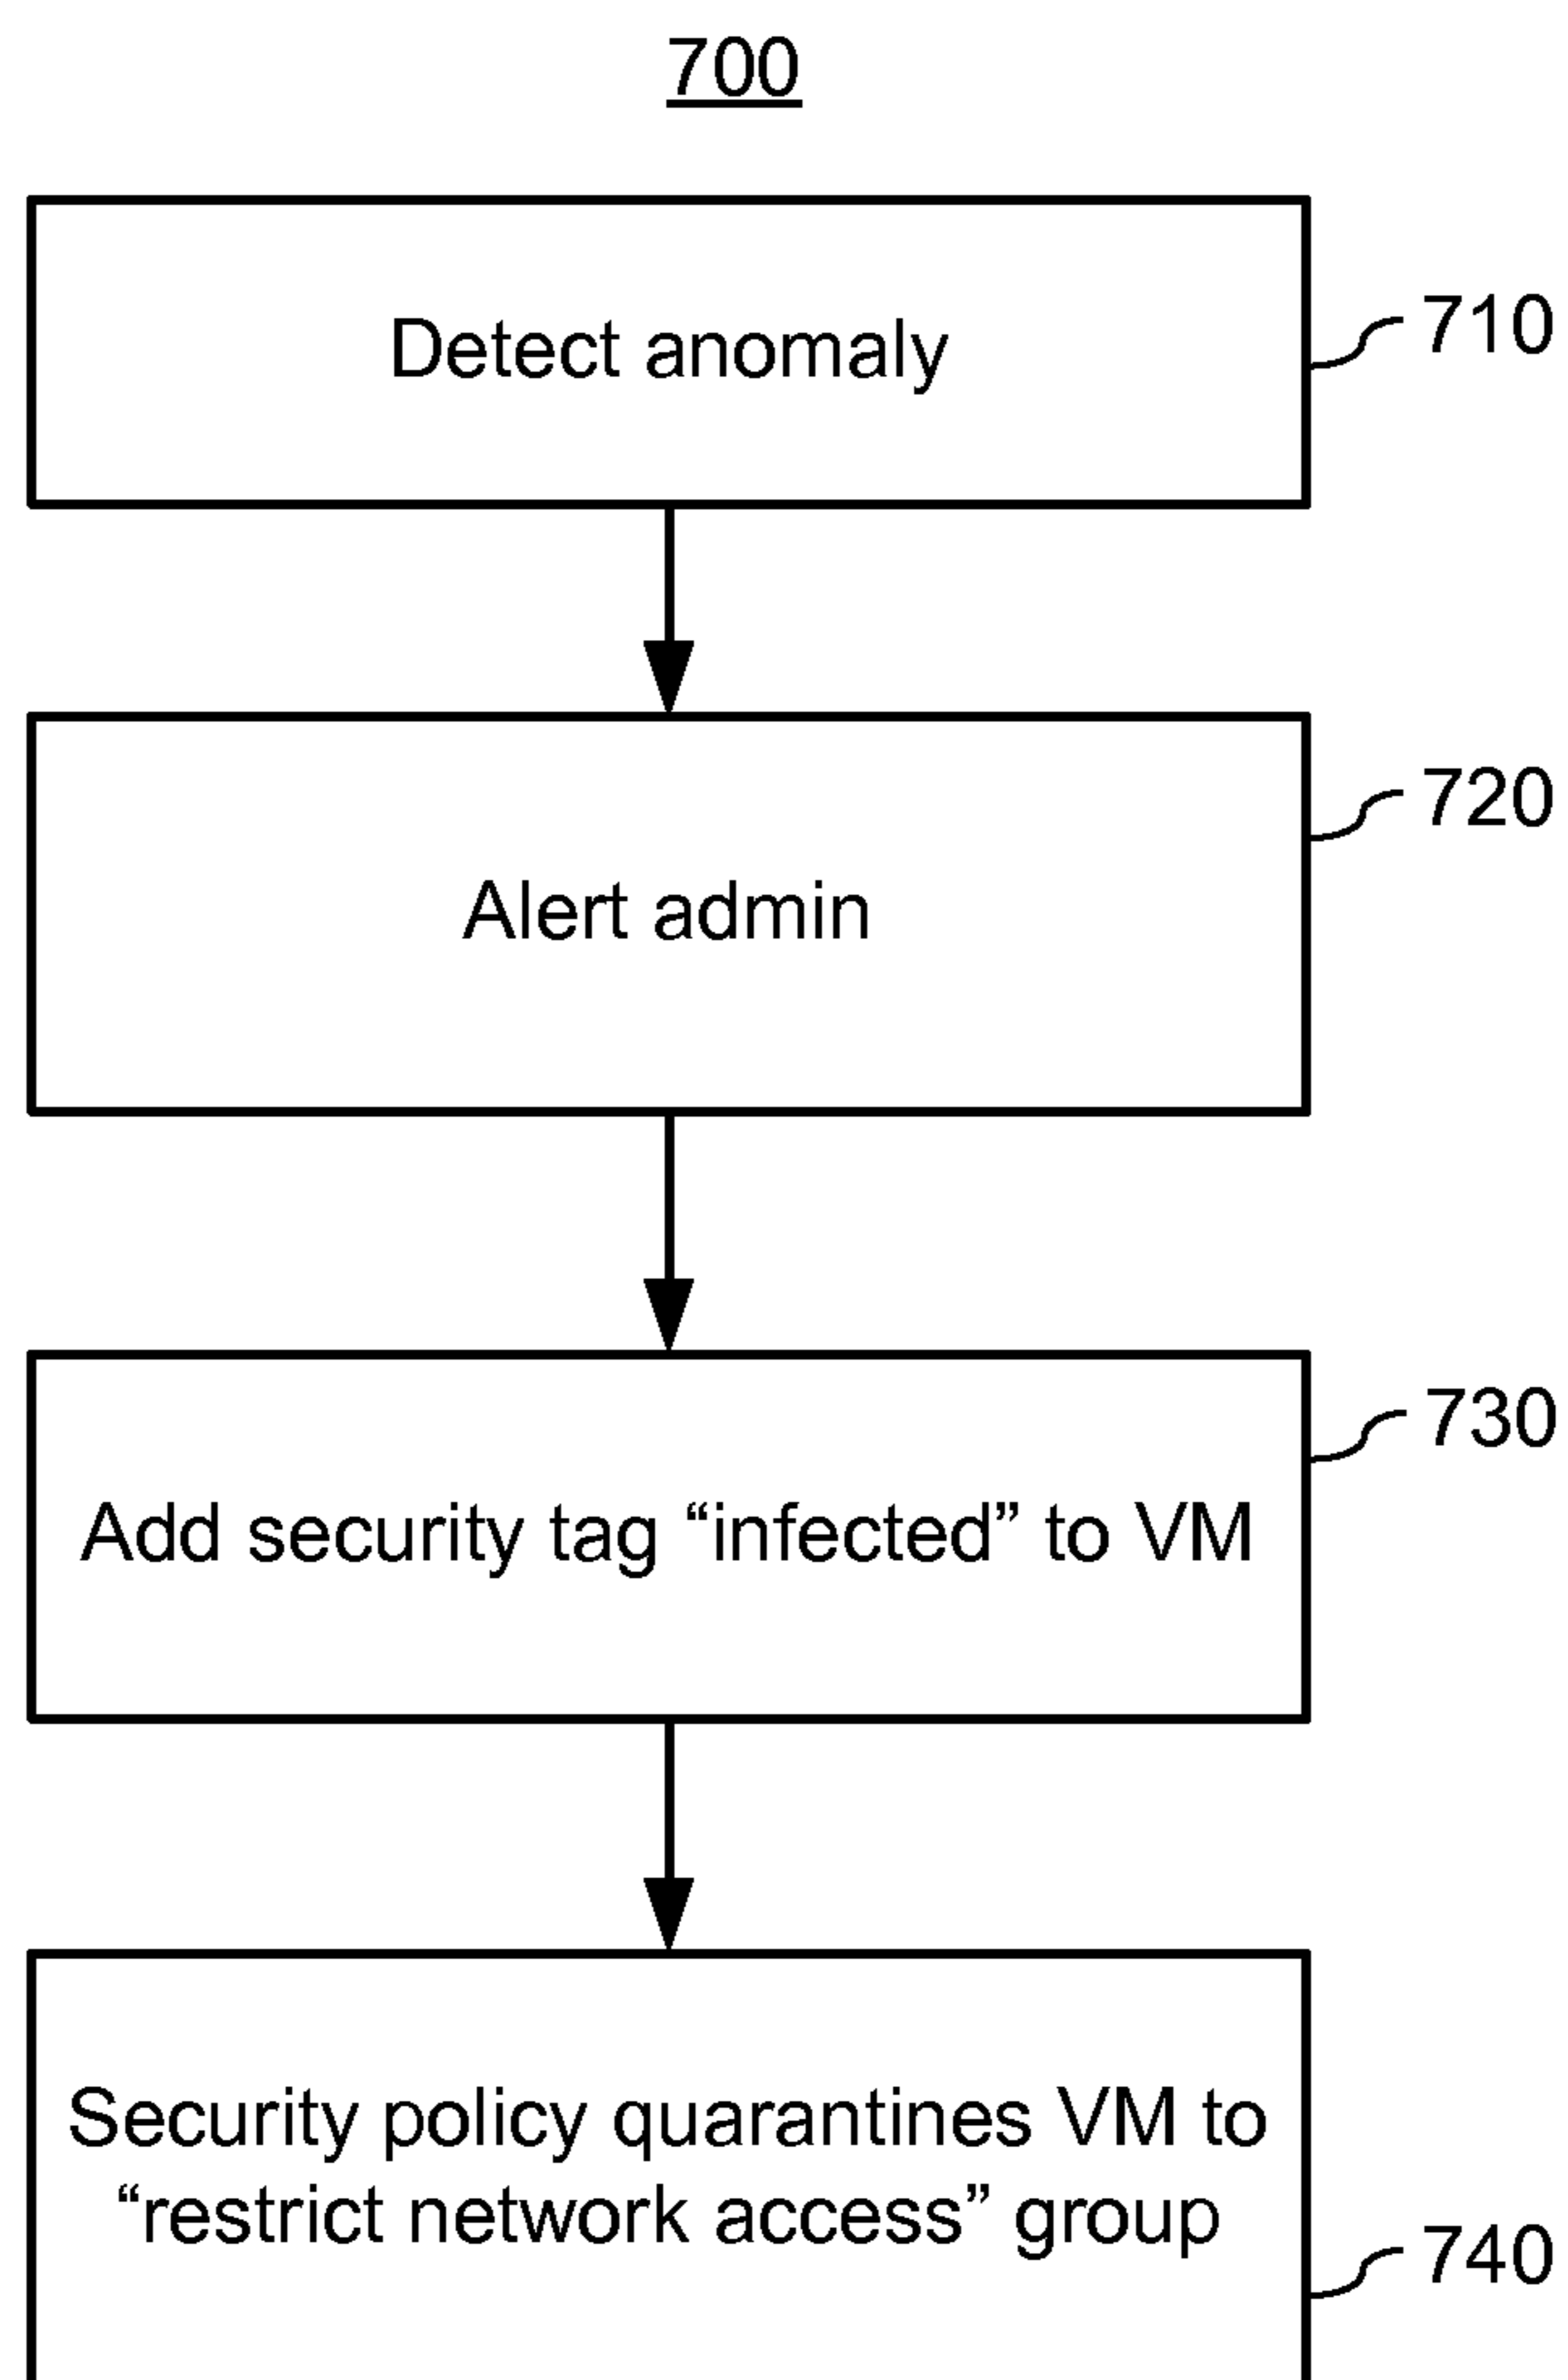 700
Detect anomaly
710
Alert admin
720
Add security tag “infected” to VM
730
Security policy quarantines VM to
“restrict network access” group
740